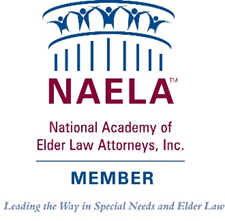 NAELA™
National Academy of
Elder Law Attorneys, Inc.
MEMBER
Leading the Way in Special Needs and Elder Law